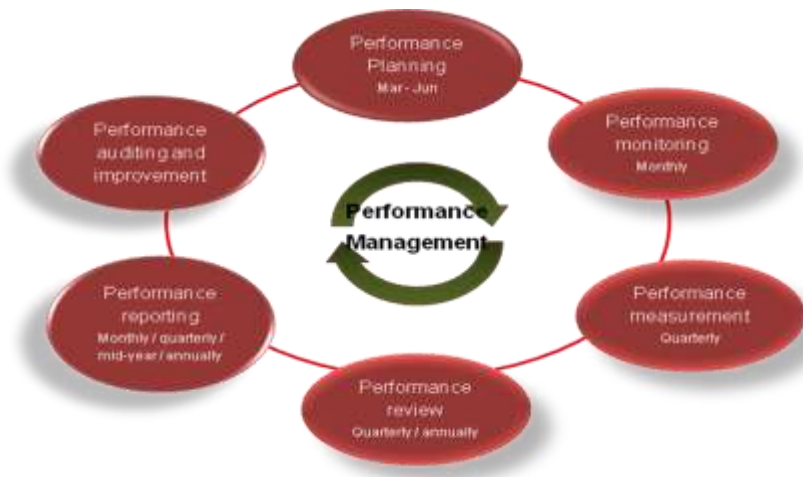 Performance
Planning
Mar - Jun
Performance
monitoring
Monthly
Performance
measurement
Quarterly
Performance
review
Quarterly / annually
Performance
reporting
Monthly / quarterly /
mid-year / annually
Performance
auditing and
improvement
Performance
Management